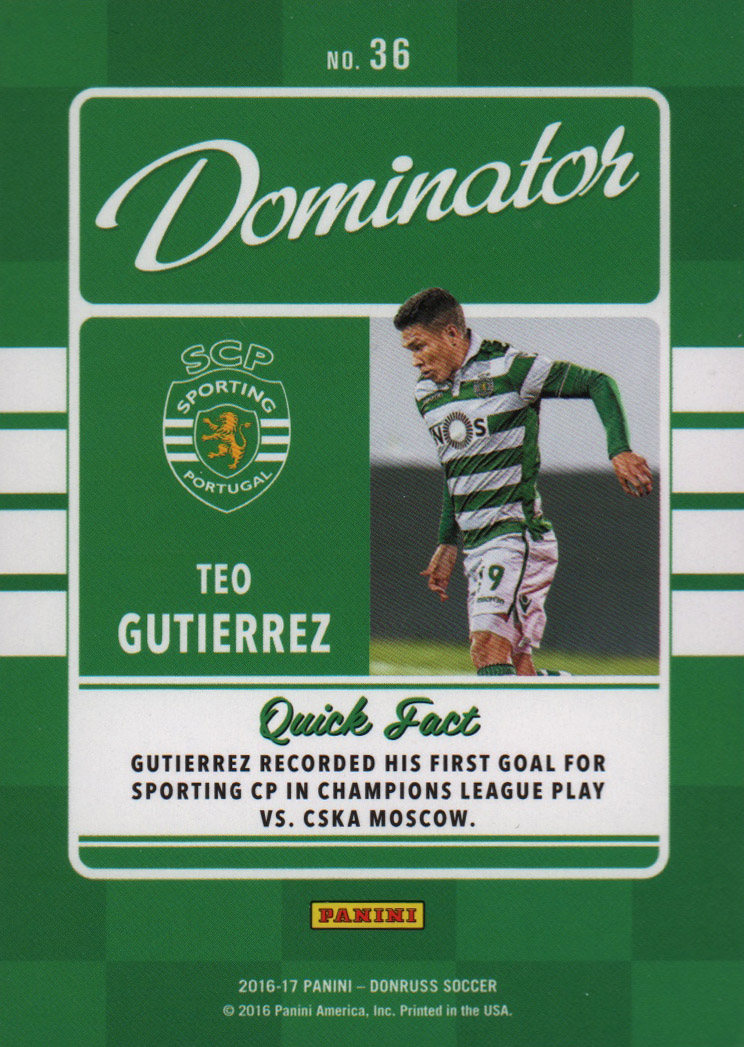 NO. 36
Dominator
SCP
SPORTING
PORTUGAL
NOS
19
TEO
GUTIERREZ
Quick Fact
GUTIERREZ RECORDED HIS FIRST GOAL FOR
SPORTING CP IN CHAMPIONS LEAGUE PLAY
VS. CSKA MOSCOW.
PANINI
2016-17 PANINI – DONRUSS SOCCER
© 2016 Panini America, Inc. Printed in the USA.